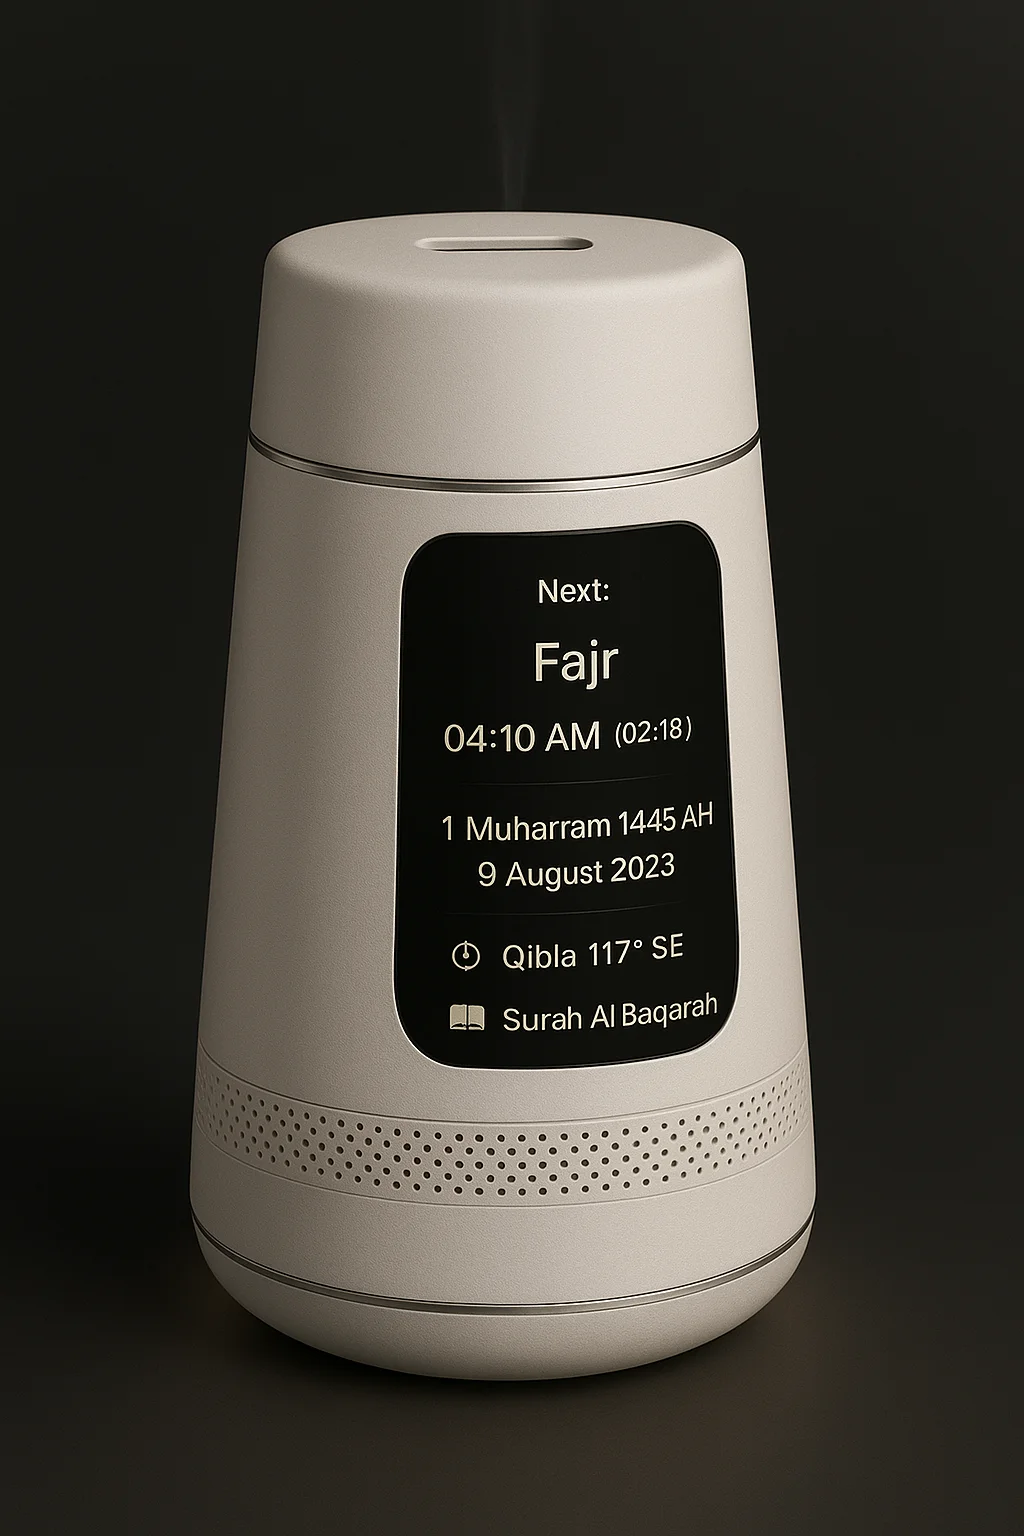 Next:
Fajr
04:10 AM (02:18)
1 Muharram 1445 AH
9 August 2023
Qibla 117° SE
Surah Al Baqarah